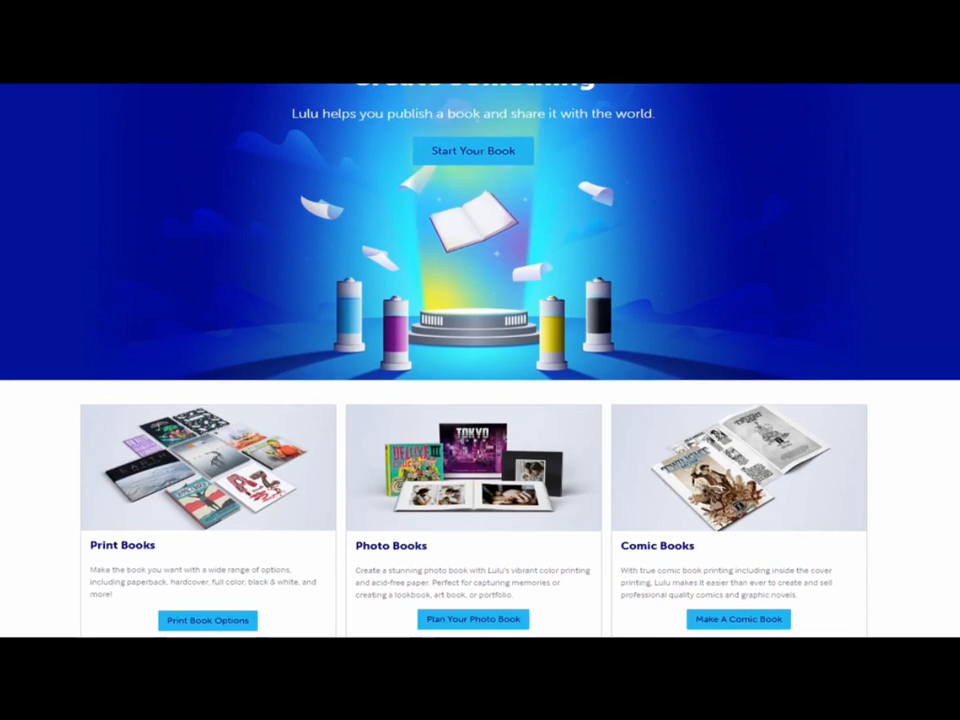 Create Something
Lulu helps you publish a book and share it with the world.
Start Your Book
TOKYO
DELUXE
EARTH
Print Books
Photo Books
Comic Books
Make the book you want with a wide range of options,
including paperback, hardcover, full color, black & white, and
more!
Create a stunning photo book with Lulu's vibrant color printing
and acid-free paper. Perfect for capturing memories or
creating a lookbook, art book, or portfolio.
With true comic book printing including inside the cover
printing, Lulu makes it easier than ever to create and sell
professional quality comics and graphic novels.
Print Book Options
Plan Your Photo Book
Make A Comic Book